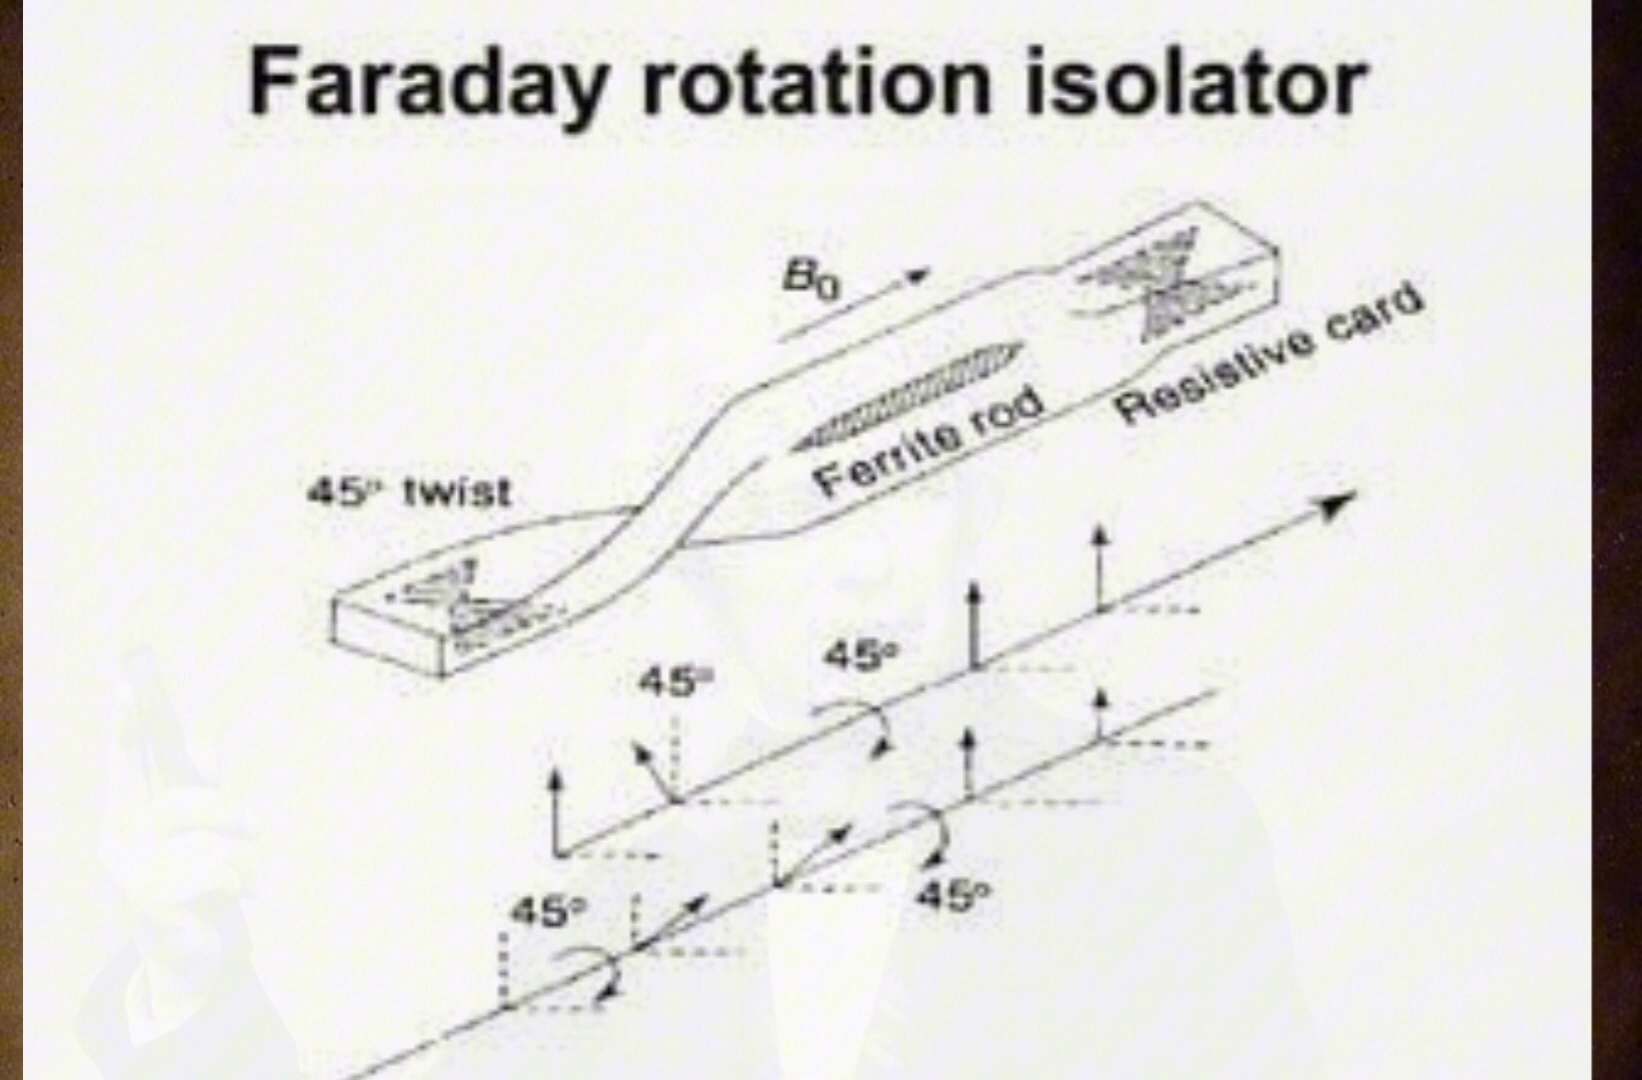 Faraday rotation isolator
B0
Resistive card
Ferrite rod
45° twist
45°
45°
45°
45°